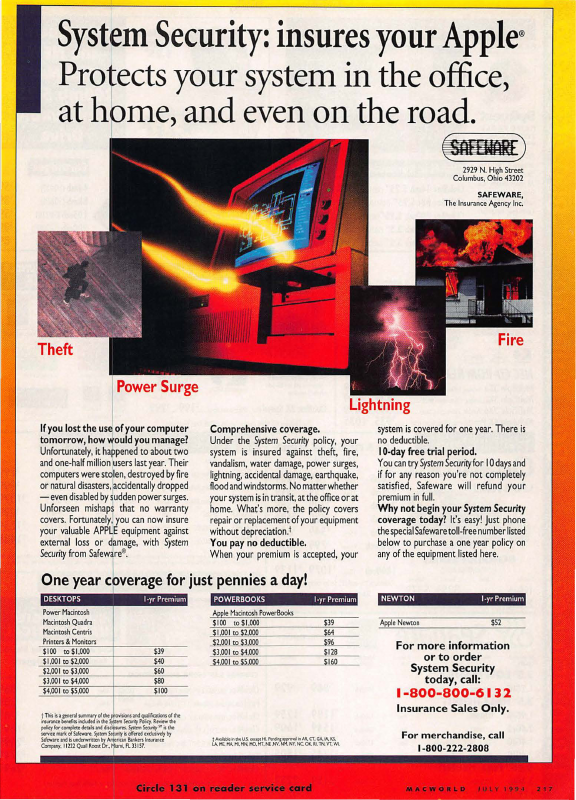 System Security: insures your Apple®
Protects your system in the office,
at home, and even on the road.
SAFEWARE
2929 N. High Street
Columbus, Ohio 43202
SAFEWARE,
The Insurance Agency Inc.
Theft
Power Surge
Lightning
Fire
If you lost the use of your computer
tomorrow, how would you manage?
Unfortunately, it happened to about two
and one-half million users last year. Their
computers were stolen, destroyed by fire
or natural disasters, accidentally dropped
— even disabled by sudden power surges.
Unforseen mishaps that no warranty
covers. Fortunately, you can now insure
your valuable APPLE equipment against
external loss or damage, with System
Security from Safeware®.
Comprehensive coverage.
Under the System Security policy, your
system is insured against theft, fire,
vandalism, water damage, power surges,
lightning, accidental damage, earthquake,
flood and windstorms. No matter whether
your system is in transit, at the office or at
home. What's more, the policy covers
repair or replacement of your equipment
without depreciation.†
You pay no deductible.
When your premium is accepted, your
system is covered for one year. There is
no deductible.
10-day free trial period.
You can try System Security for 10 days and
if for any reason you're not completely
satisfied, Safeware will refund your
premium in full.
Why not begin your System Security
coverage today? It's easy! Just phone
the special Safeware toll-free number listed
below to purchase a one year policy on
any of the equipment listed here.
One year coverage for just pennies a day!
DESKTOPS 1-yr Premium
Power Macintosh
Macintosh Quadra
Macintosh Centris
Printers & Monitors
$100 to $1,000 $39
$1,001 to $2,000 $40
$2,001 to $3,000 $60
$3,001 to $4,000 $80
$4,001 to $5,000 $100
POWERBOOKS 1-yr Premium
Apple Macintosh PowerBooks
$100 to $1,000 $39
$1,001 to $2,000 $64
$2,001 to $3,000 $96
$3,001 to $4,000 $128
$4,001 to $5,000 $160
NEWTON 1-yr Premium
Apple Newton $52
For more information
or to order
System Security
today, call:
1-800-800-6132
Insurance Sales Only.
For merchandise, call
1-800-222-2808
† This is a general summary of the provisions and qualifications of the
insurance benefits included in the System Security Policy. Review the
policy for complete details and disclosures. System Security℠ is the
service mark of Safeware. System Security is offered exclusively by
Safeware and is underwritten by American Bankers Insurance
Company. 11222 Quail Roost Dr., Miami, FL 33157.
‡ Available in the U.S. except HI. Pending approval in AR, CT, GA, IA, KS,
LA, MI, MN, MO, MT, NE, NV, NM, NY, NC, OK, RI, TN, VT, WI.
Circle 131 on reader service card
MACWORLD JULY 1994 257